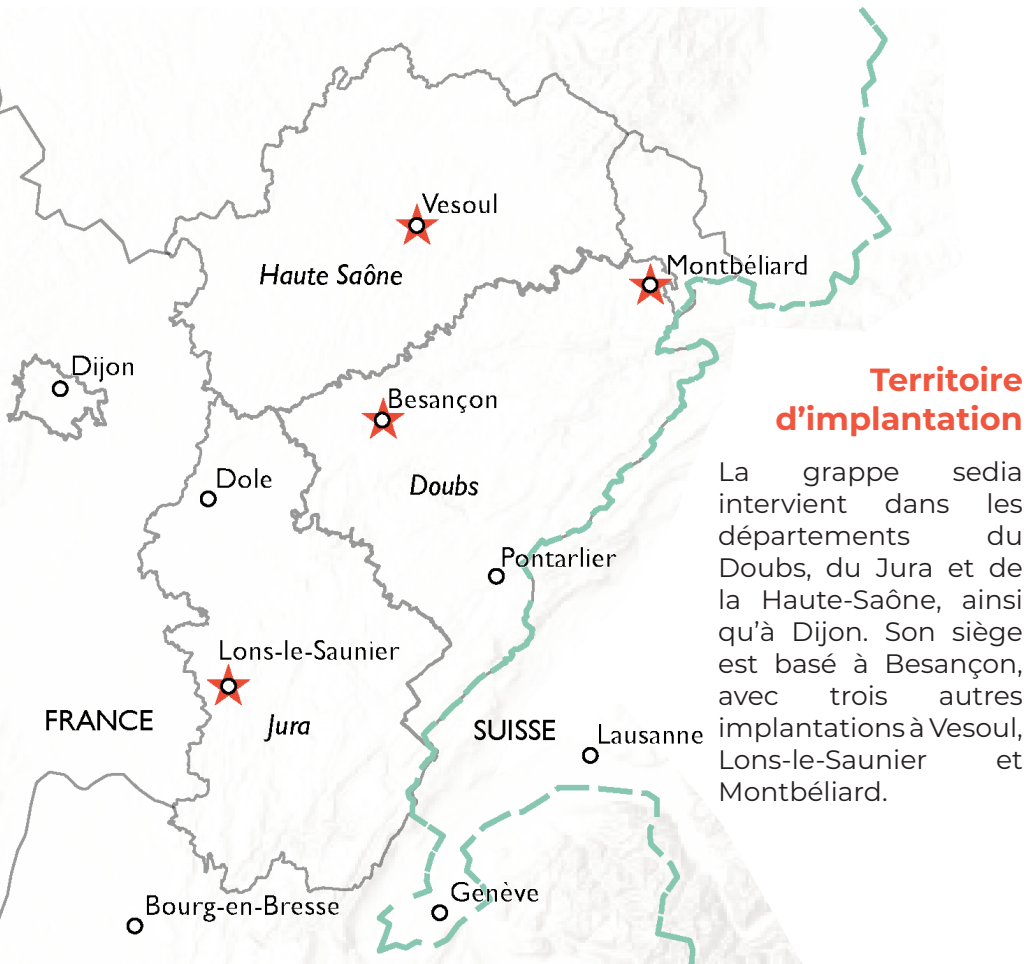 Vesoul
Haute Saône
Montbéliard
Dijon
Besançon
Dole
Doubs
Pontarlier
Lons-le-Saunier
FRANCE
Jura
SUISSE
Lausanne
Genève
Bourg-en-Bresse
Territoire
d’implantation
La grappe sedia
intervient dans les
départements du
Doubs, du Jura et de
la Haute-Saône, ainsi
qu’à Dijon. Son siège
est basé à Besançon,
avec trois autres
implantations à Vesoul,
Lons-le-Saunier et
Montbéliard.